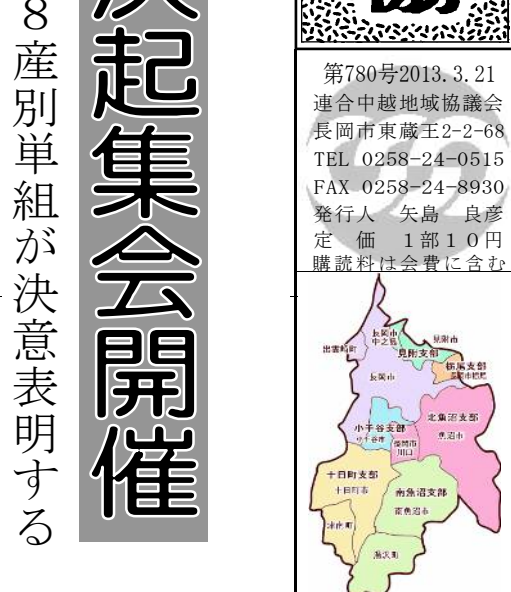 第780号2013.3.21
連合中越地域協議会
長岡市東蔵王2-2-68
TEL 0258-24-0515
FAX 0258-24-8930
発行人 矢島 良彦
定 価 1部10円
購読料は会費に含む
起集会開催
8産別単組が決意表明する
長岡市
中之島
見附市
出雲崎町
見附支部
栃尾支部
長岡市
北魚沼支部
魚沼市
小千谷支部
小千谷市
長岡市
川口
十日町支部
十日町市
南魚沼支部
南魚沼市
津南町
湯沢町